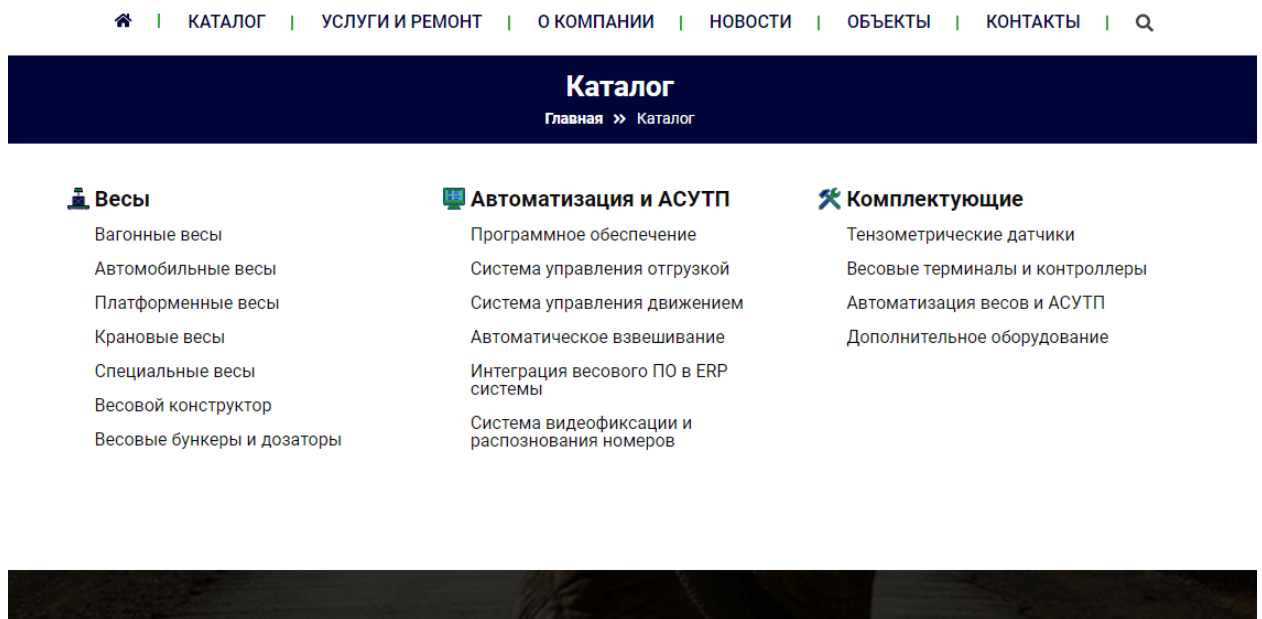 КАТАЛОГ | УСЛУГИ И РЕМОНТ | О КОМПАНИИ | НОВОСТИ | ОБЪЕКТЫ | КОНТАКТЫ |
Каталог
Главная » Каталог
Весы
Вагонные весы
Автомобильные весы
Платформенные весы
Крановые весы
Специальные весы
Весовой конструктор
Весовые бункеры и дозаторы
Автоматизация и АСУТП
Программное обеспечение
Система управления отгрузкой
Система управления движением
Автоматическое взвешивание
Интеграция весового ПО в ERP
системы
Система видеофиксации и
распознования номеров
Комплектующие
Тензометрические датчики
Весовые терминалы и контроллеры
Автоматизация весов и АСУТП
Дополнительное оборудование